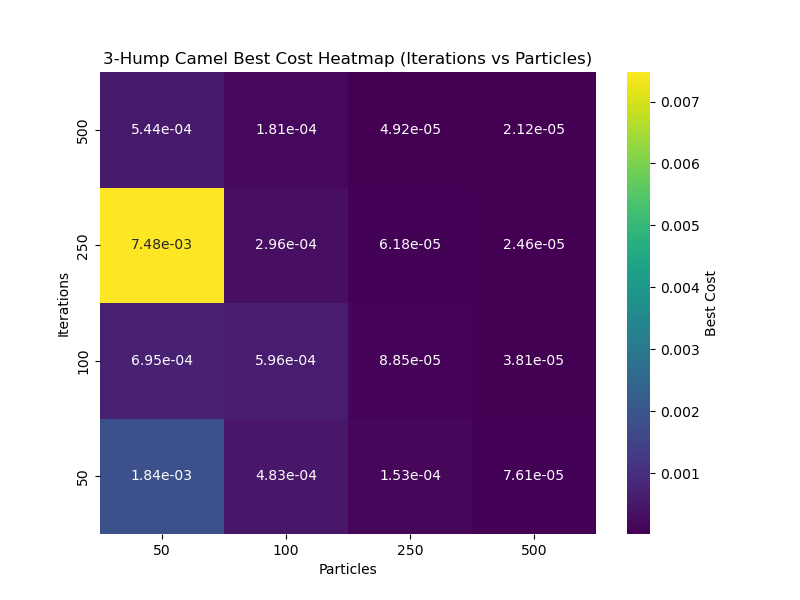 3-Hump Camel Best Cost Heatmap (Iterations vs Particles)
500 5.44e-04 1.81e-04 4.92e-05 2.12e-05
250 7.48e-03 2.96e-04 6.18e-05 2.46e-05
100 6.95e-04 5.96e-04 8.85e-05 3.81e-05
50 1.84e-03 4.83e-04 1.53e-04 7.61e-05
Iterations
50 100 250 500
Particles
0.007
0.006
0.005
0.004
0.003
0.002
0.001
Best Cost